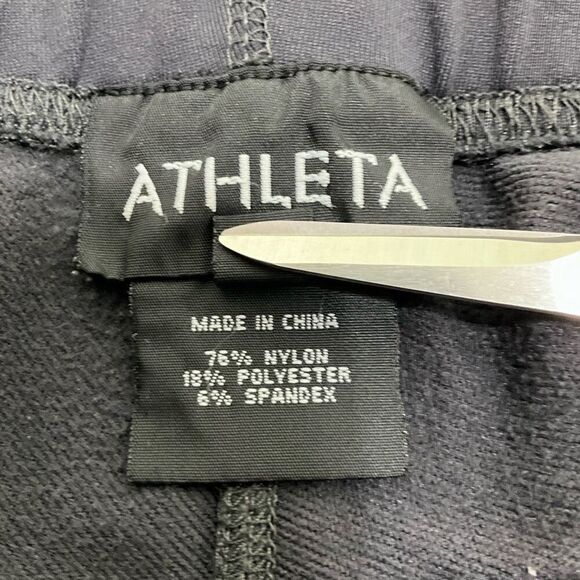 ATHLETA
MADE IN CHINA
76% NYLON
18% POLYESTER
6% SPANDEX